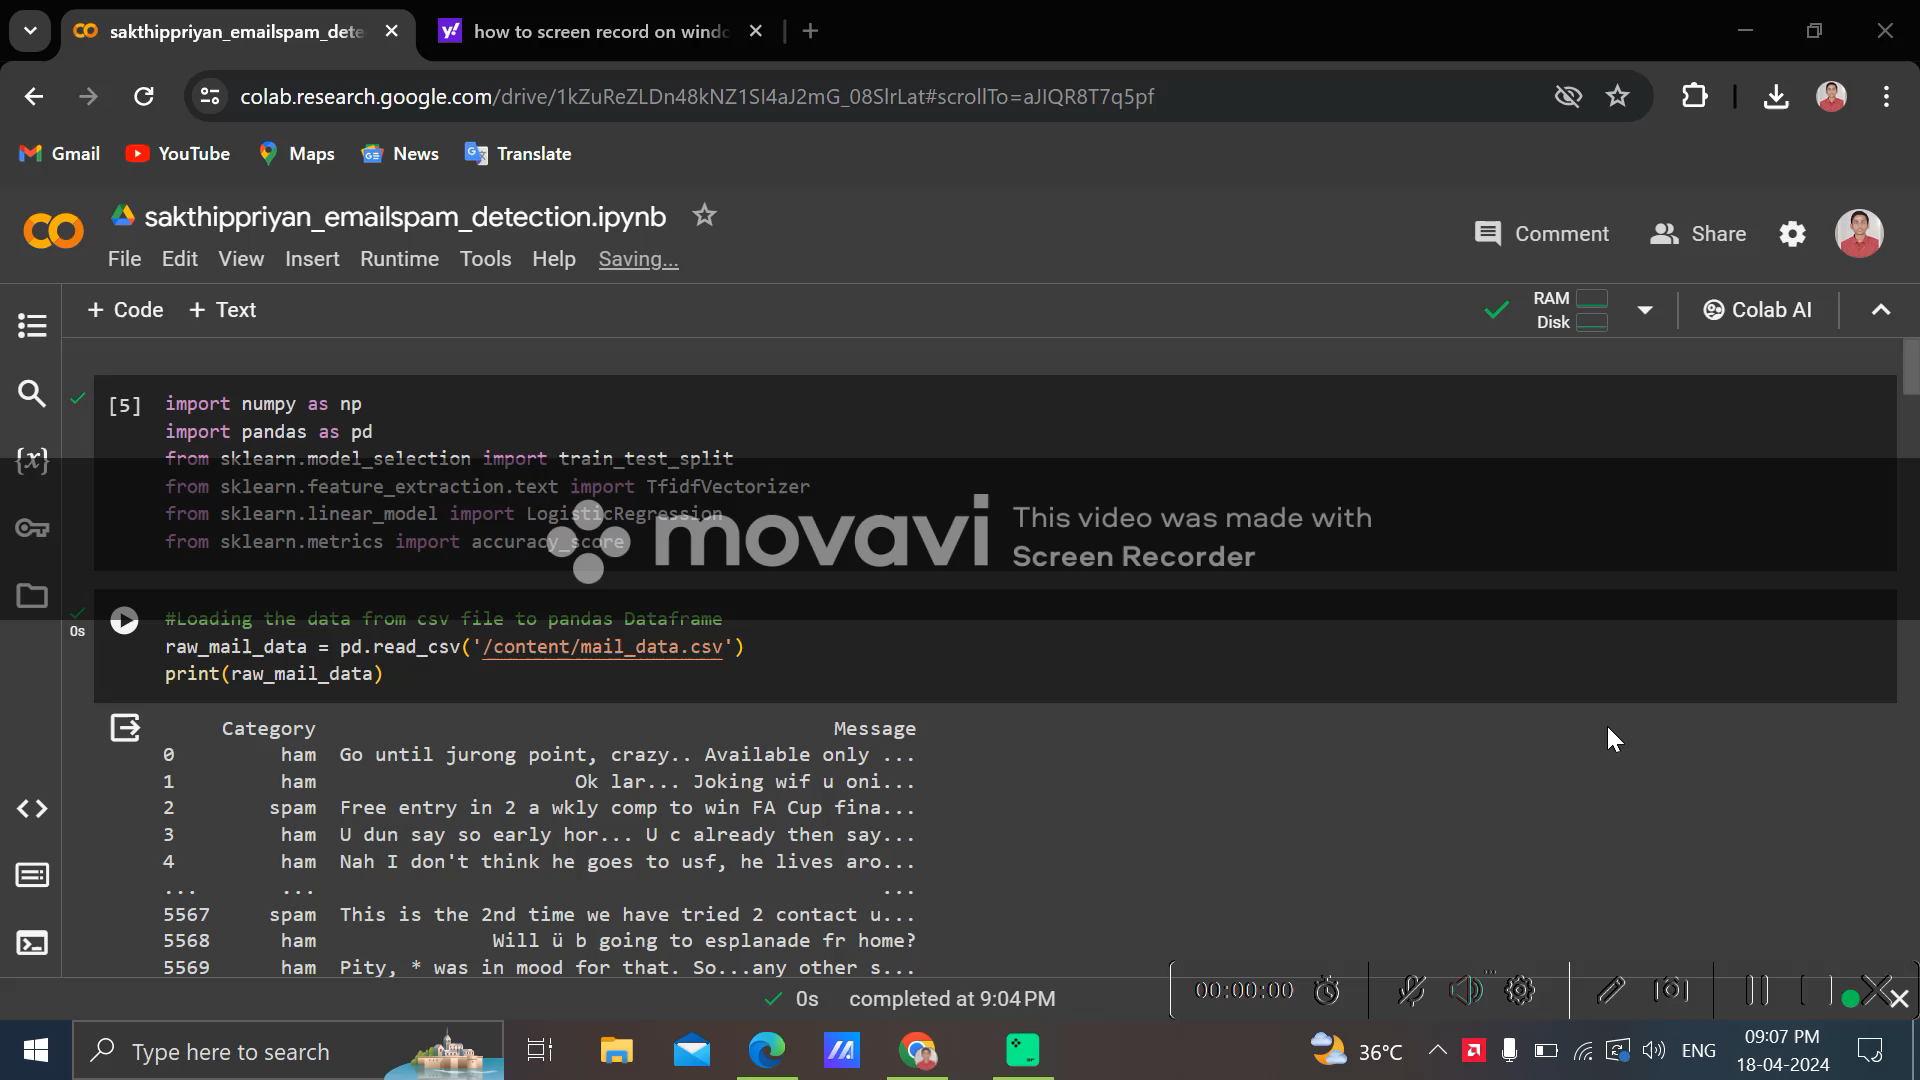 sakthippriyan_emailspam_dete
how to screen record on windo
colab.research.google.com/drive/1kZuReZLDn48kNZ1Sl4aJ2mG_08SlrLat#scrollTo=aJIQR8T7q5pf
Gmail YouTube Maps News Translate
sakthippriyan_emailspam_detection.ipynb
Comment Share
File Edit View Insert Runtime Tools Help Saving...
+ Code + Text
RAM
Disk
Colab AI
[5] import numpy as np
import pandas as pd
from sklearn.model_selection import train_test_split
from sklearn.feature_extraction.text import TfidfVectorizer
from sklearn.linear_model import LogisticRegression
from sklearn.metrics import accuracy_score
movavi
This video was made with
Screen Recorder
0s
#Loading the data from csv file to pandas Dataframe
raw_mail_data = pd.read_csv('/content/mail_data.csv')
print(raw_mail_data)
Category Message
0 ham Go until jurong point, crazy.. Available only ...
1 ham Ok lar... Joking wif u oni...
2 spam Free entry in 2 a wkly comp to win FA Cup fina...
3 ham U dun say so early hor... U c already then say...
4 ham Nah I don't think he goes to usf, he lives aro...
... ... ...
5567 spam This is the 2nd time we have tried 2 contact u...
5568 ham Will ü b going to esplanade fr home?
5569 ham Pity, * was in mood for that. So...any other s...
0s completed at 9:04 PM
00:00:00
Type here to search
36°C
ENG
09:07 PM
18-04-2024